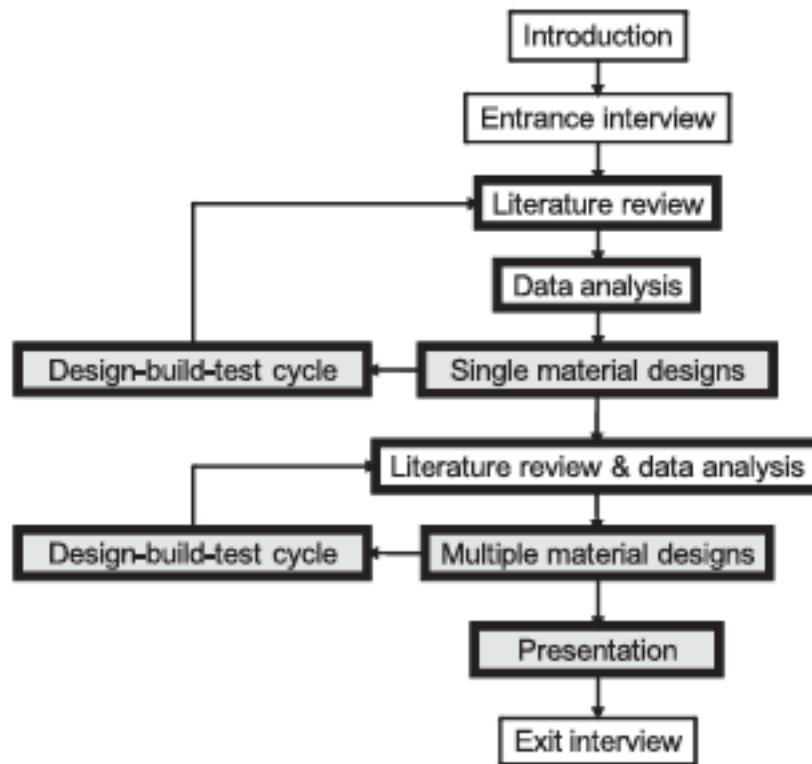 Introduction
Entrance interview
Literature review
Data analysis
Design-build-test cycle
Single material designs
Literature review & data analysis
Design-build-test cycle
Multiple material designs
Presentation
Exit interview